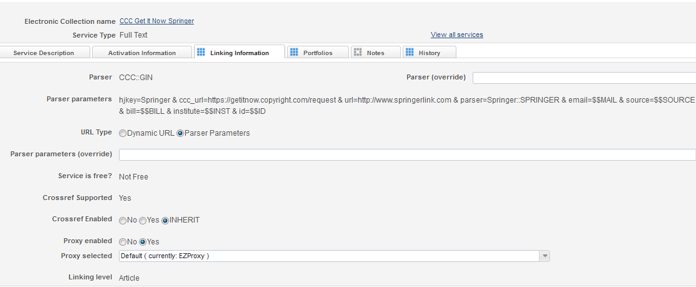 Electronic Collection name CCC Get It Now Springer
Service Type Full Text View all services
Service Description Activation Information Linking Information Portfolios Notes History
Parser CCC::GIN Parser (override)
Parser parameters hjkey=Springer & ccc_url=https://getitnow.copyright.com/request & url=http://www.springerlink.com & parser=Springer::SPRINGER & email=$$MAIL & source=$$SOURCE
& bill=$$BILL & institute=$$INST & id=$$ID
URL Type Dynamic URL Parser Parameters
Parser parameters (override)
Service is free? Not Free
Crossref Supported Yes
Crossref Enabled No Yes INHERIT
Proxy enabled No Yes
Proxy selected Default ( currently: EZProxy )
Linking level Article